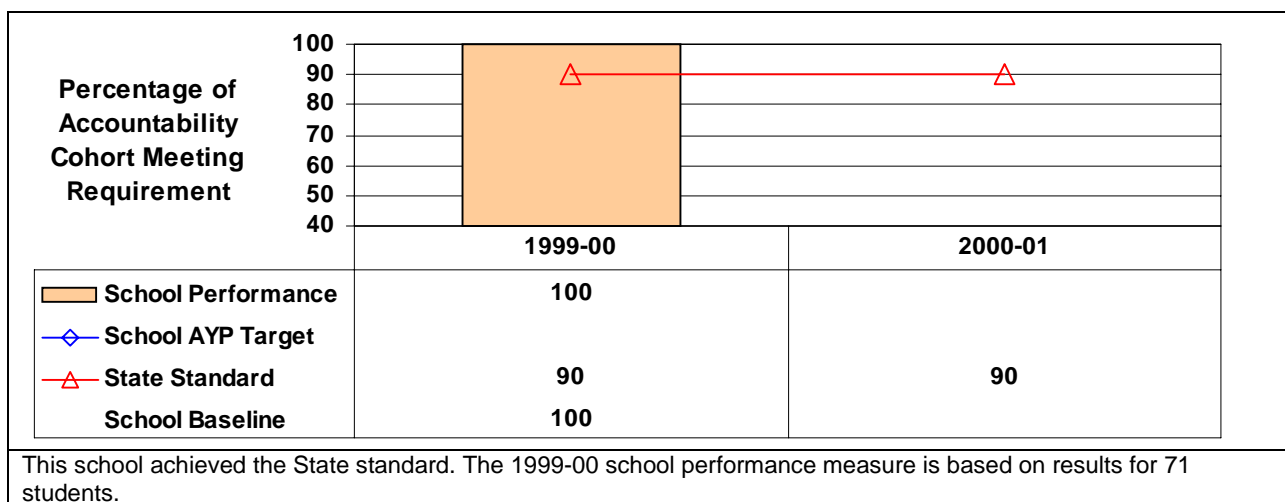 Percentage of
Accountability
Cohort Meeting
Requirement
100
90
80
70
60
50
40
1999-00 2000-01
School Performance 100
School AYP Target
State Standard 90 90
School Baseline 100
This school achieved the State standard. The 1999-00 school performance measure is based on results for 71
students.